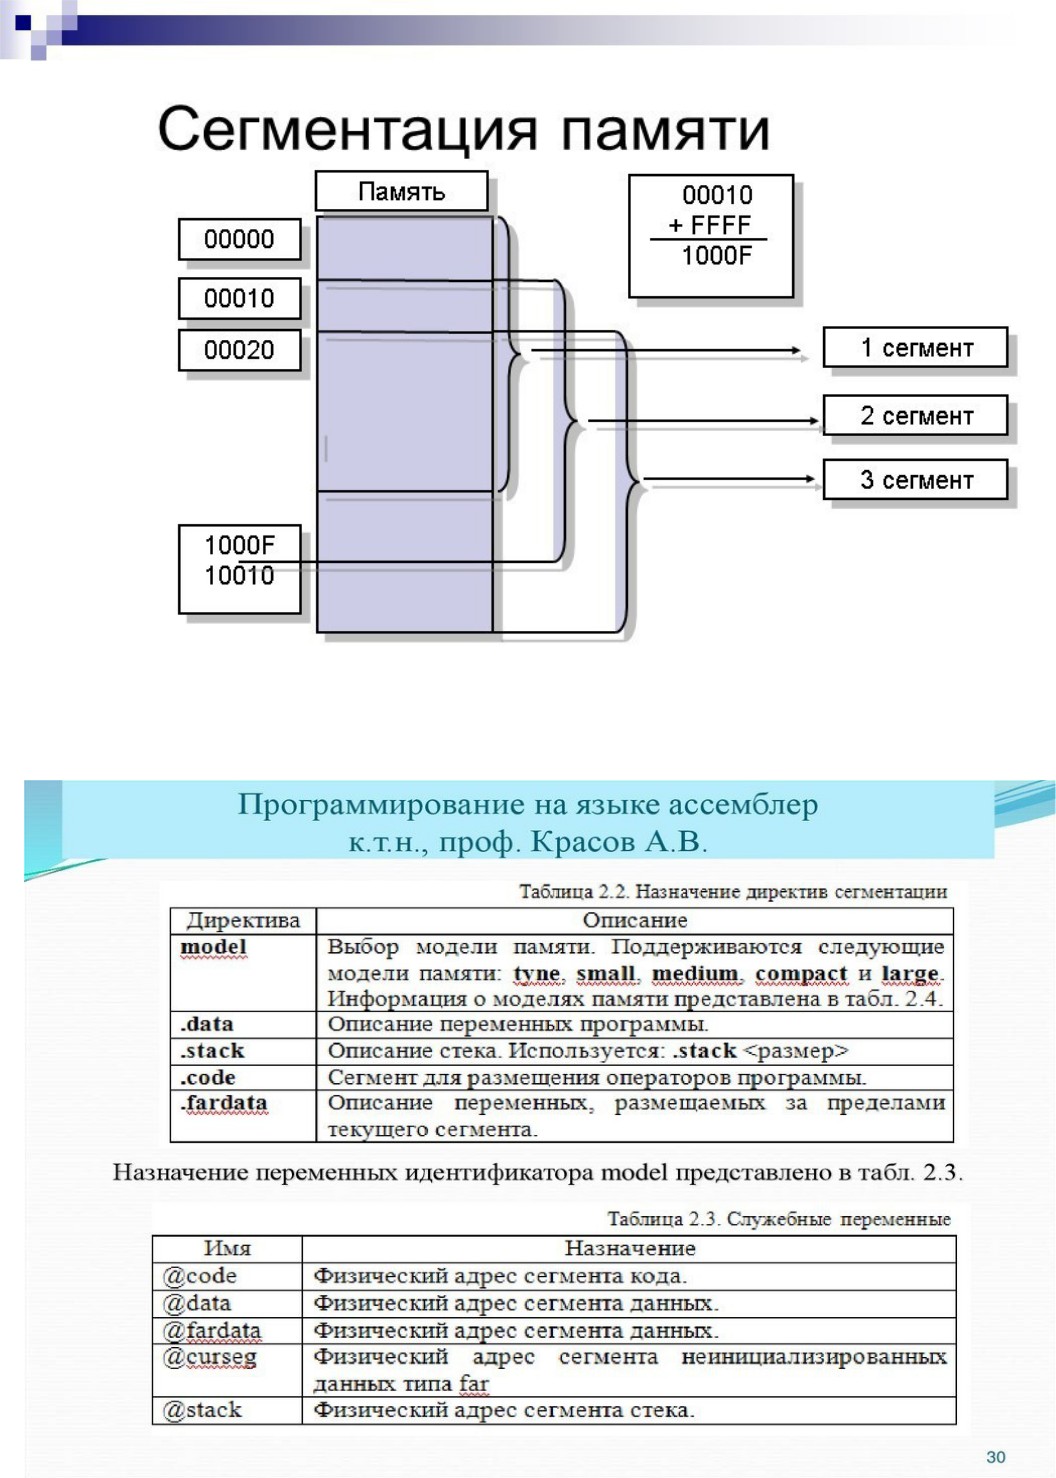 Сегментация памяти
Память
00010
+ FFFF
1000F
00000
00010
00020
1 сегмент
2 сегмент
3 сегмент
1000F
10010
Программирование на языке ассемблер
к.т.н., проф. Красов А.В.
Таблица 2.2. Назначение директив сегментации
Директива Описание
model Выбор модели памяти. Поддерживаются следующие
модели памяти: tyne, small, medium, compact и large.
Информация о моделях памяти представлена в табл. 2.4.
.data Описание переменных программы.
.stack Описание стека. Используется: .stack <размер>
.code Сегмент для размещения операторов программы.
.fardata Описание переменных, размещаемых за пределами
текущего сегмента.
Назначение переменных идентификатора model представлено в табл. 2.3.
Таблица 2.3. Служебные переменные
Имя Назначение
@code Физический адрес сегмента кода.
@data Физический адрес сегмента данных.
@fardata Физический адрес сегмента данных.
@curseg Физический адрес сегмента неинициализированных
данных типа far
@stack Физический адрес сегмента стека.
30